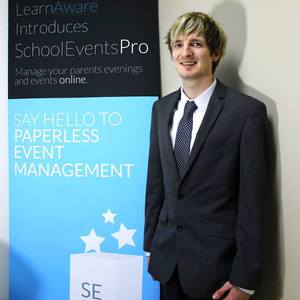 LearnAware
Introduces
SchoolEventsPro
Manage your parents evenings
and events online.
SAY HELLO TO
PAPERLESS
EVENT
MANAGEMENT
SE